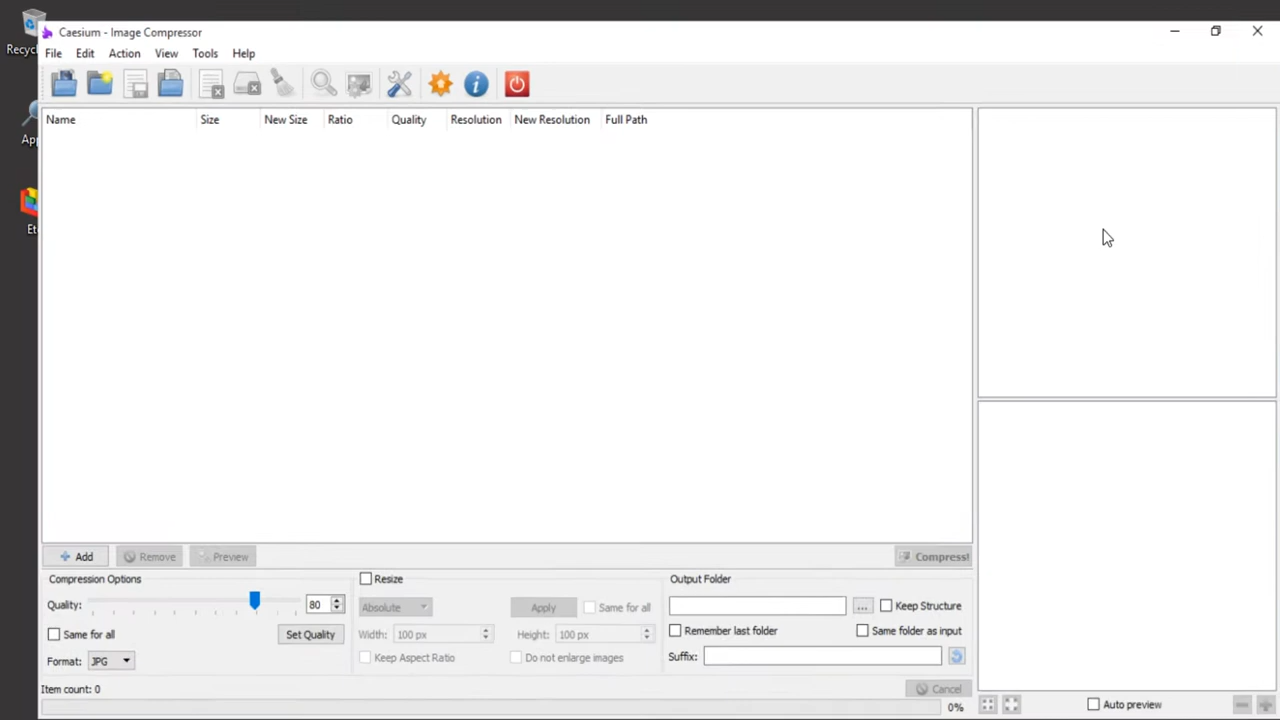 Recyc
App
Et
Caesium - Image Compressor
File Edit Action View Tools Help
Name Size New Size Ratio Quality Resolution New Resolution Full Path
Add Remove Preview Compress!
Compression Options
Quality: 80
Same for all Set Quality
Format: JPG
Resize
Absolute Apply Same for all
Width: 100 px Height: 100 px
Keep Aspect Ratio Do not enlarge images
Output Folder
... Keep Structure
Remember last folder Same folder as input
Suffix:
Item count: 0 Cancel
0% Auto preview